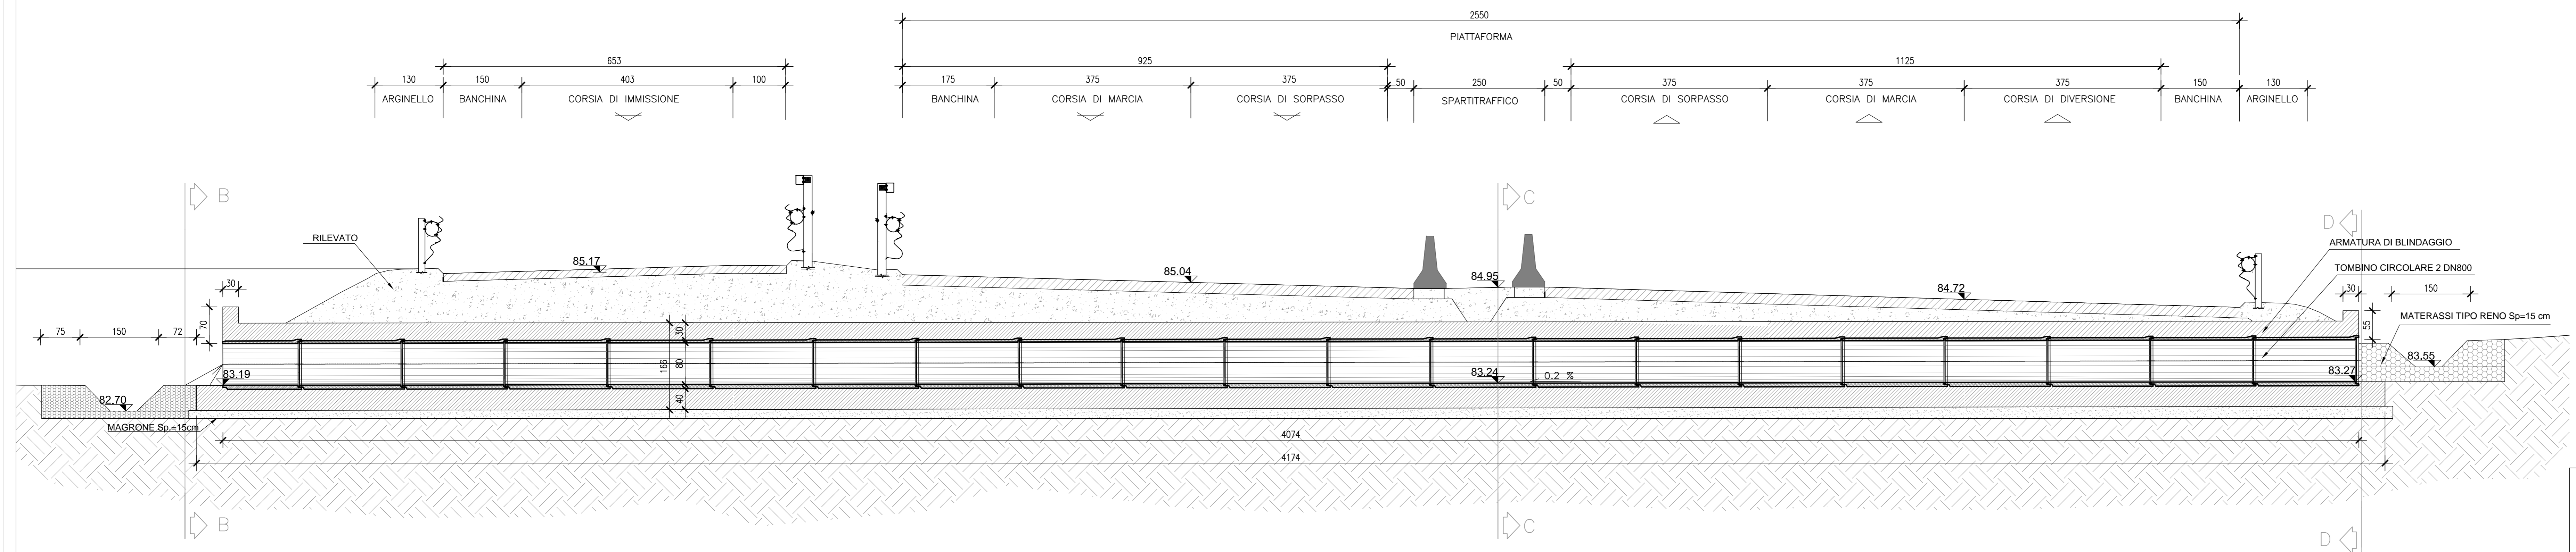 2550
PIATTAFORMA
653
925
1125
130
150
403
100
175
375
375
50
250
50
375
375
375
150
130
ARGINELLO
BANCHINA
CORSIA DI IMMISSIONE
BANCHINA
CORSIA DI MARCIA
CORSIA DI SORPASSO
SPARTITRAFFICO
CORSIA DI SORPASSO
CORSIA DI MARCIA
CORSIA DI DIVERSIONE
BANCHINA
ARGINELLO
B
C
D
RILEVATO
ARMATURA DI BLINDAGGIO
85.17
85.04
84.95
84.72
TOMBINO CIRCOLARE 2 DN800
30
30
150
70
55
MATERASSI TIPO RENO Sp=15 cm
75
150
72
30
166
80
40
83.55
83.19
83.24
0.2 %
83.27
82.70
MAGRONE Sp.=15cm
4074
4174
B
C
D